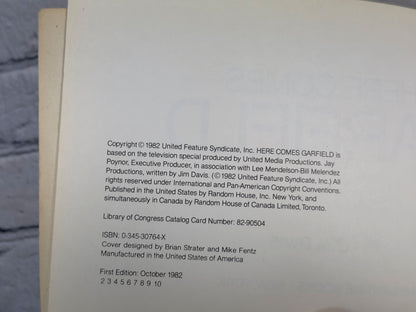 Copyright © 1982 United Feature Syndicate, Inc. HERE COMES GARFIELD is
based on the television special produced by United Media Productions. Jay
Poynor, Executive Producer, in association with Lee Mendelson-Bill Melendez
Productions, written by Jim Davis. (© 1982 United Feature Syndicate, Inc.) All
rights reserved under International and Pan-American Copyright Conventions.
Published in the United States by Random House, Inc. New York, and
simultaneously in Canada by Random House of Canada Limited, Toronto.
Library of Congress Catalog Card Number: 82-90504
ISBN: 0-345-30764-X
Cover designed by Brian Strater and Mike Fentz
Manufactured in the United States of America
First Edition: October 1982
2 3 4 5 6 7 8 9 10